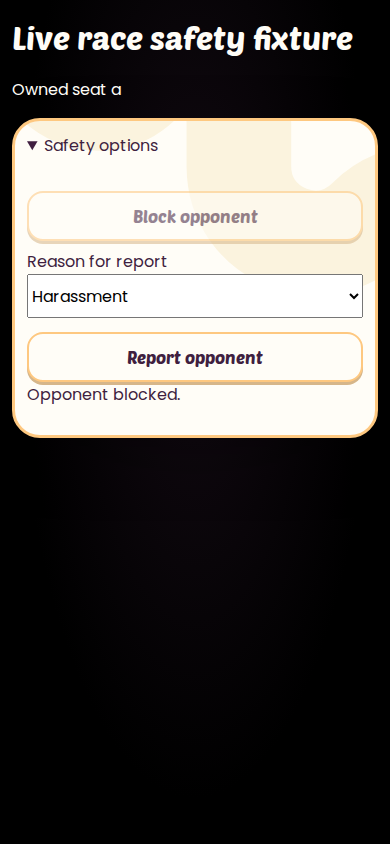 Live race safety fixture
Owned seat a
▼ Safety options
Block opponent
Reason for report
Harassment
Report opponent
Opponent blocked.